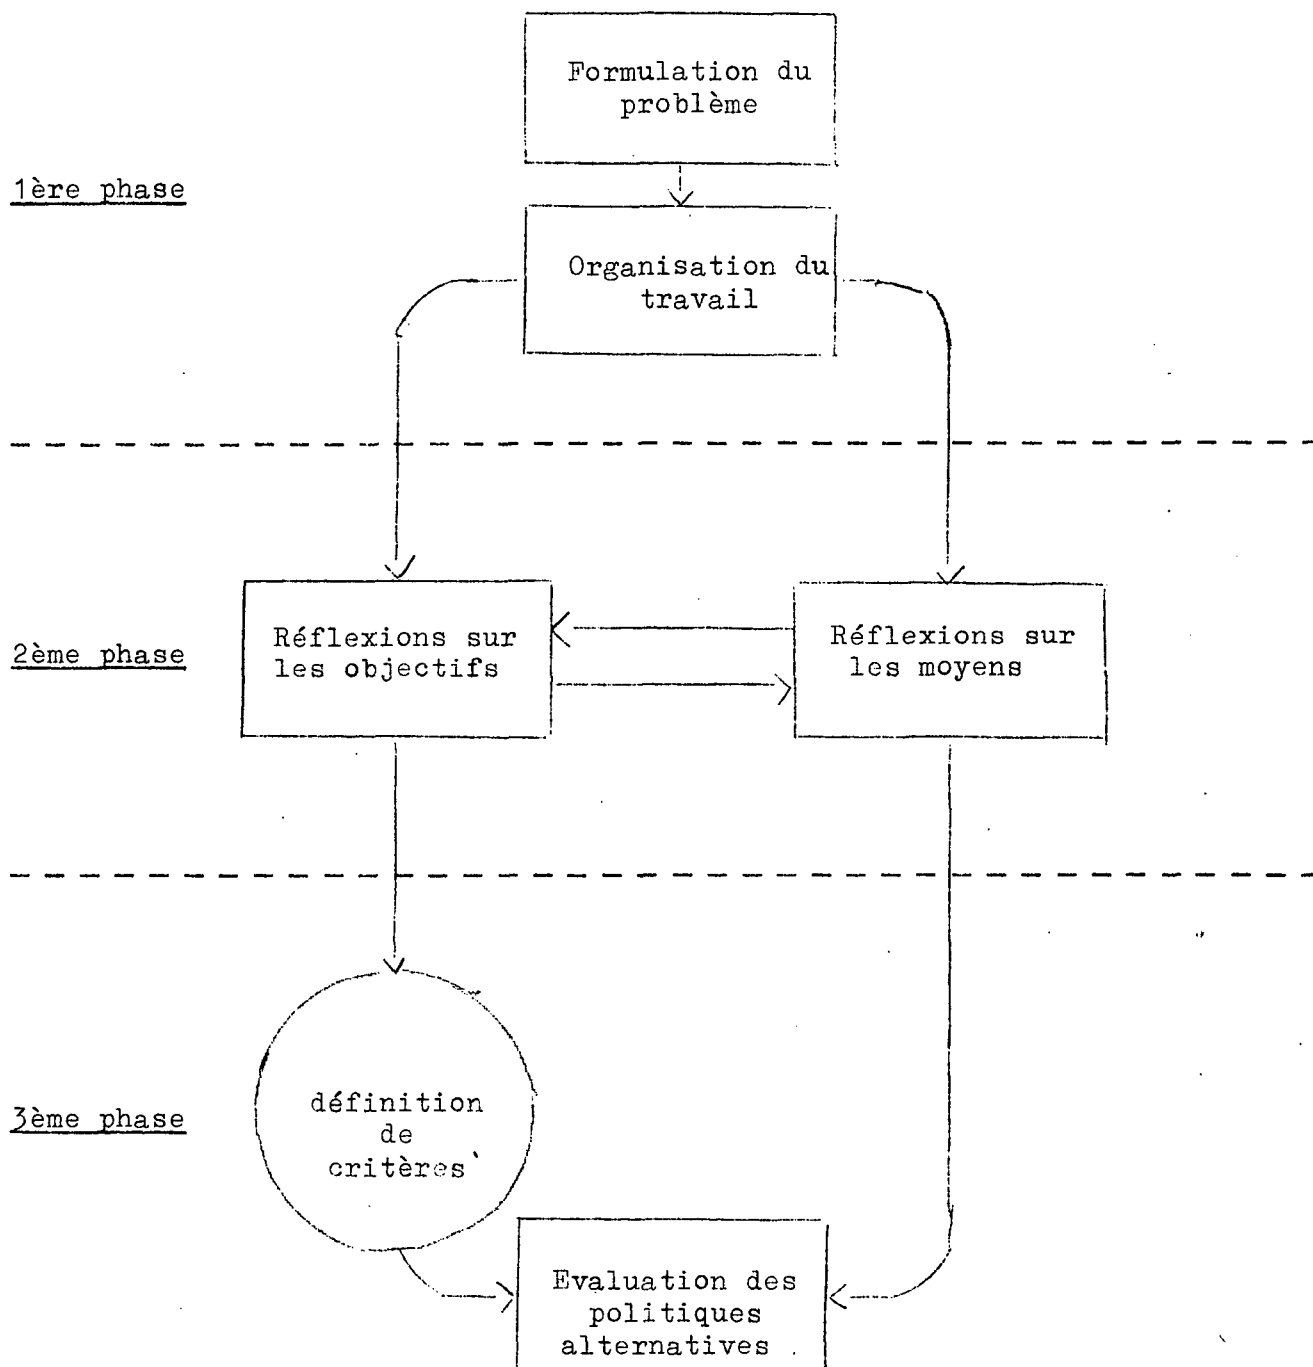 Formulation du
problème
1ère phase
Organisation du
travail
2ème phase
Réflexions sur
les objectifs
Réflexions sur
les moyens
3ème phase
définition
de
critères
Evaluation des
politiques
alternatives